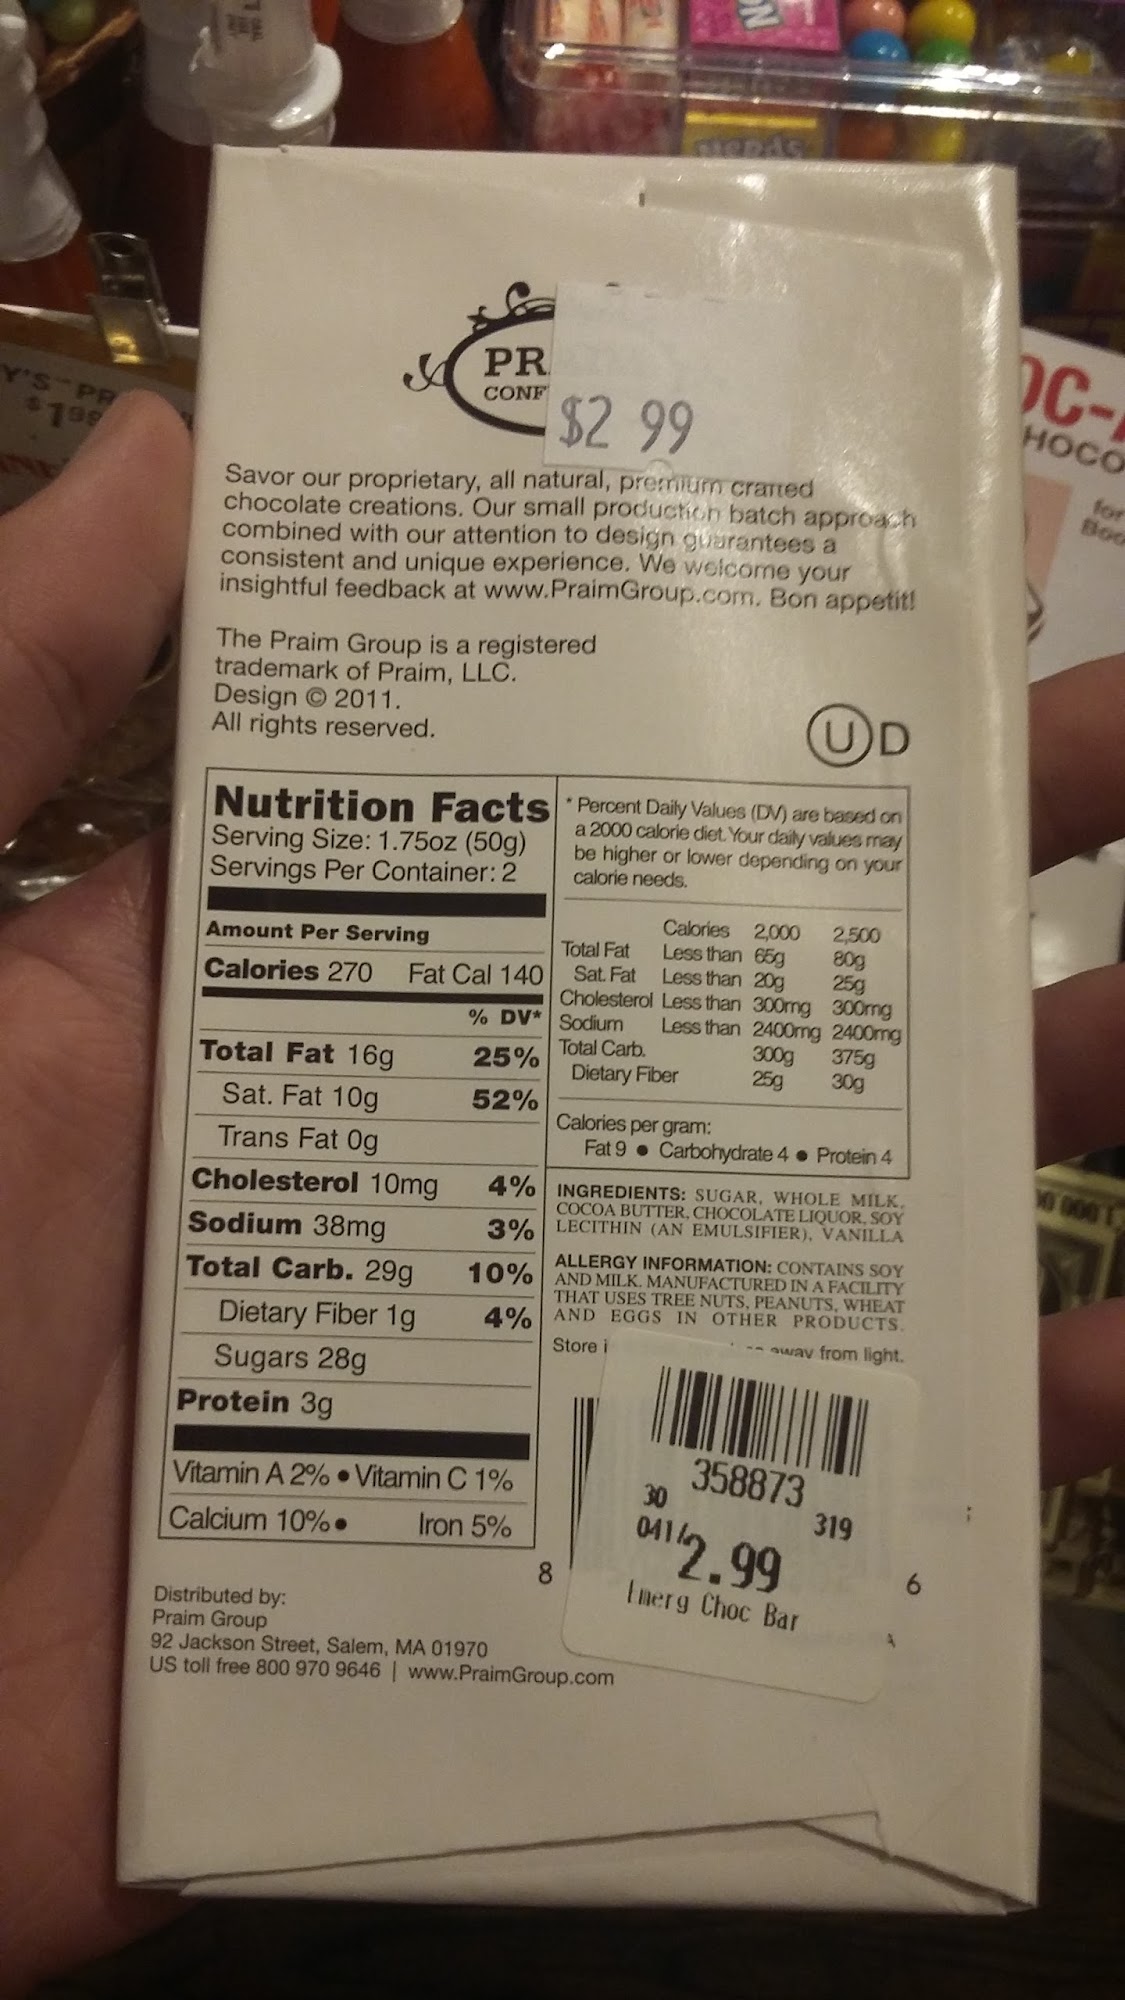 NERDS
Y'S PR
$1.98
OC-
HOCO
for
Boo
PR
CONF
$2 99
Savor our proprietary, all natural, premium crafted
chocolate creations. Our small production batch approach
combined with our attention to design guarantees a
consistent and unique experience. We welcome your
insightful feedback at www.PraimGroup.com. Bon appetit!
The Praim Group is a registered
trademark of Praim, LLC.
Design © 2011.
All rights reserved.
U D
Nutrition Facts
Serving Size: 1.75oz (50g)
Servings Per Container: 2
Amount Per Serving
Calories 270 Fat Cal 140
% DV*
Total Fat 16g 25%
Sat. Fat 10g 52%
Trans Fat 0g
Cholesterol 10mg 4%
Sodium 38mg 3%
Total Carb. 29g 10%
Dietary Fiber 1g 4%
Sugars 28g
Protein 3g
Vitamin A 2% • Vitamin C 1%
Calcium 10% • Iron 5%
* Percent Daily Values (DV) are based on
a 2000 calorie diet. Your daily values may
be higher or lower depending on your
calorie needs.
Calories 2,000 2,500
Total Fat Less than 65g 80g
Sat. Fat Less than 20g 25g
Cholesterol Less than 300mg 300mg
Sodium Less than 2400mg 2400mg
Total Carb. 300g 375g
Dietary Fiber 25g 30g
Calories per gram:
Fat 9 • Carbohydrate 4 • Protein 4
INGREDIENTS: SUGAR, WHOLE MILK,
COCOA BUTTER, CHOCOLATE LIQUOR, SOY
LECITHIN (AN EMULSIFIER), VANILLA
ALLERGY INFORMATION: CONTAINS SOY
AND MILK. MANUFACTURED IN A FACILITY
THAT USES TREE NUTS, PEANUTS, WHEAT
AND EGGS IN OTHER PRODUCTS.
Store i away from light.
358873
30 319
041/
2.99
Imerg Choc Bar
8 6
Distributed by:
Praim Group
92 Jackson Street, Salem, MA 01970
US toll free 800 970 9646 | www.PraimGroup.com